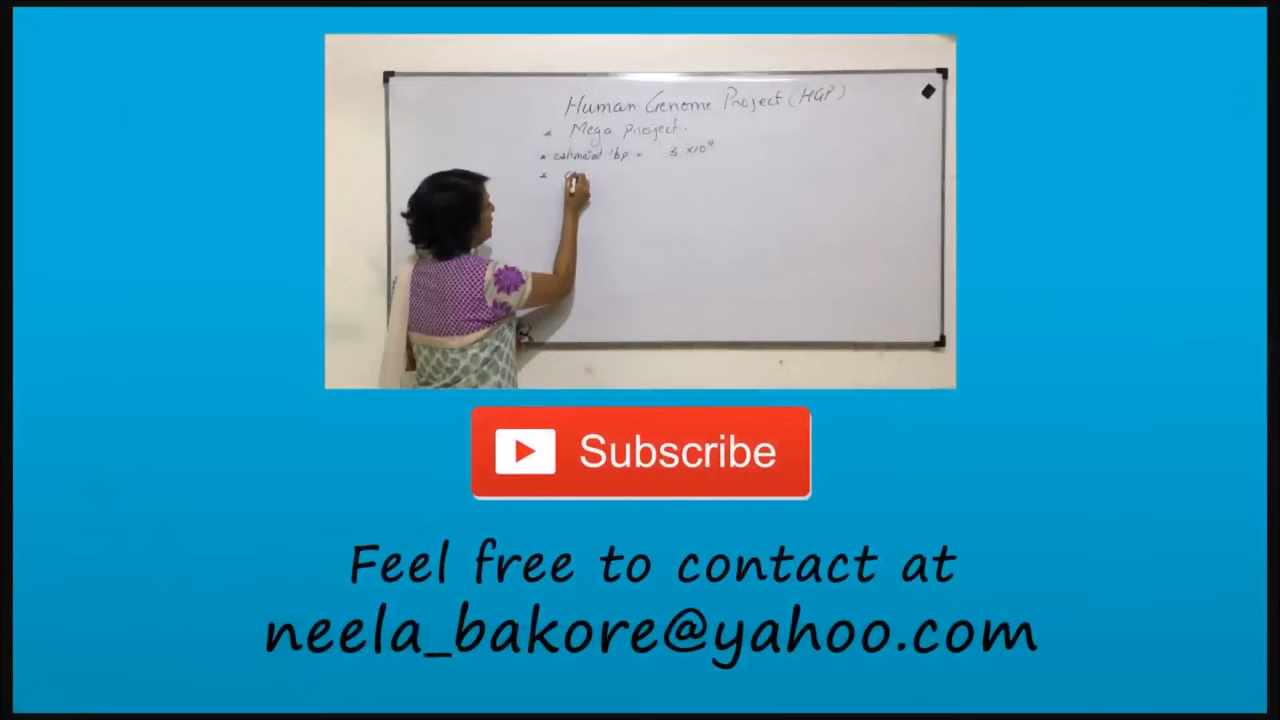 Human Genome Project (HGP)
* Mega project.
* estimated bp = 3 x10⁹
*
Subscribe
Feel free to contact at
neela_bakore@yahoo.com